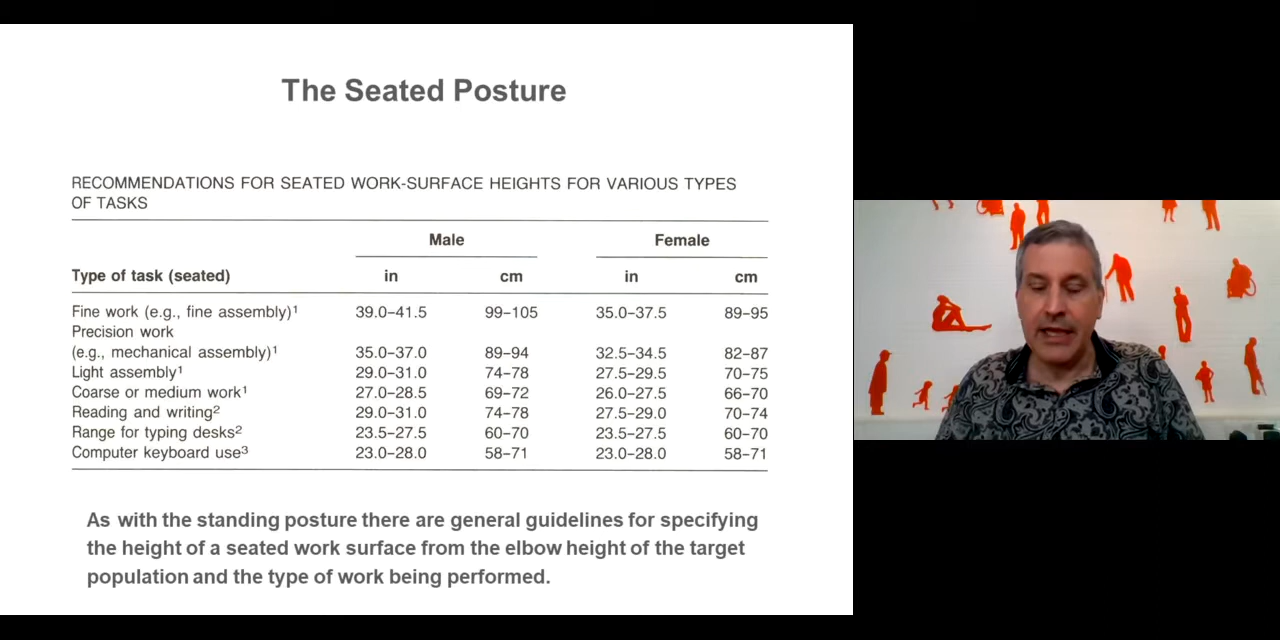 The Seated Posture
RECOMMENDATIONS FOR SEATED WORK-SURFACE HEIGHTS FOR VARIOUS TYPES
OF TASKS
Male Female
Type of task (seated) in cm in cm
Fine work (e.g., fine assembly)¹ 39.0–41.5 99–105 35.0–37.5 89–95
Precision work
(e.g., mechanical assembly)¹ 35.0–37.0 89–94 32.5–34.5 82–87
Light assembly¹ 29.0–31.0 74–78 27.5–29.5 70–75
Coarse or medium work¹ 27.0–28.5 69–72 26.0–27.5 66–70
Reading and writing² 29.0–31.0 74–78 27.5–29.0 70–74
Range for typing desks² 23.5–27.5 60–70 23.5–27.5 60–70
Computer keyboard use³ 23.0–28.0 58–71 23.0–28.0 58–71
As with the standing posture there are general guidelines for specifying
the height of a seated work surface from the elbow height of the target
population and the type of work being performed.